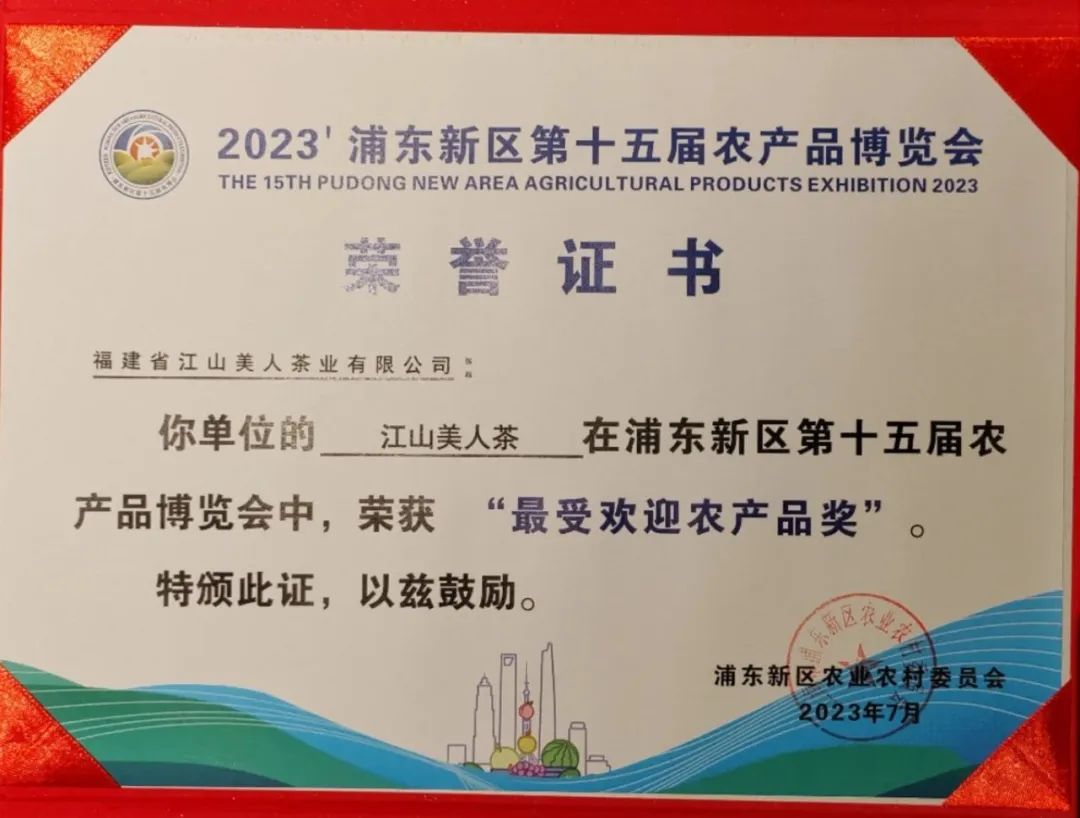 2023'浦东新区第十五届农产品博览会
THE 15TH PUDONG NEW AREA AGRICULTURAL PRODUCTS EXHIBITION 2023
荣誉证书
福建省江山美人茶业有限公司
你单位的 江山美人茶 在浦东新区第十五届农
产品博览会中，荣获 “最受欢迎农产品奖”。
特颁此证，以兹鼓励。
浦东新区农业农村委员会
2023年7月